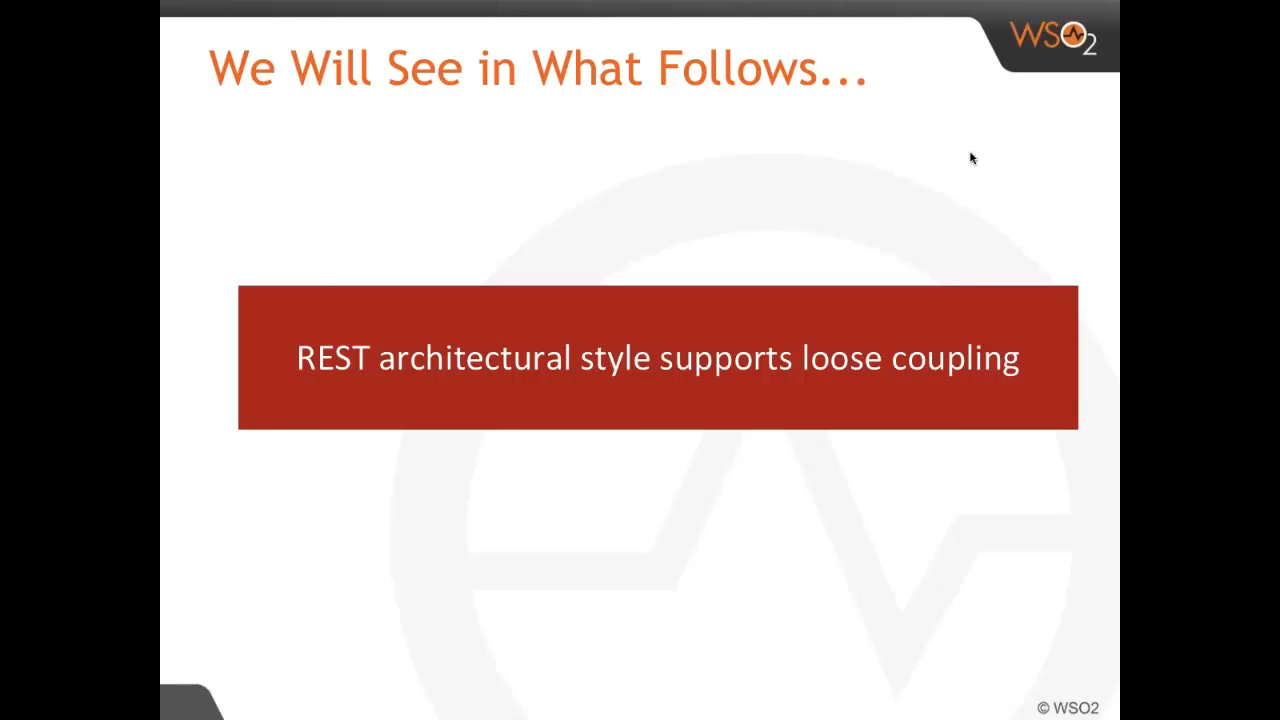 We Will See in What Follows...
WSO2
REST architectural style supports loose coupling
© WSO2